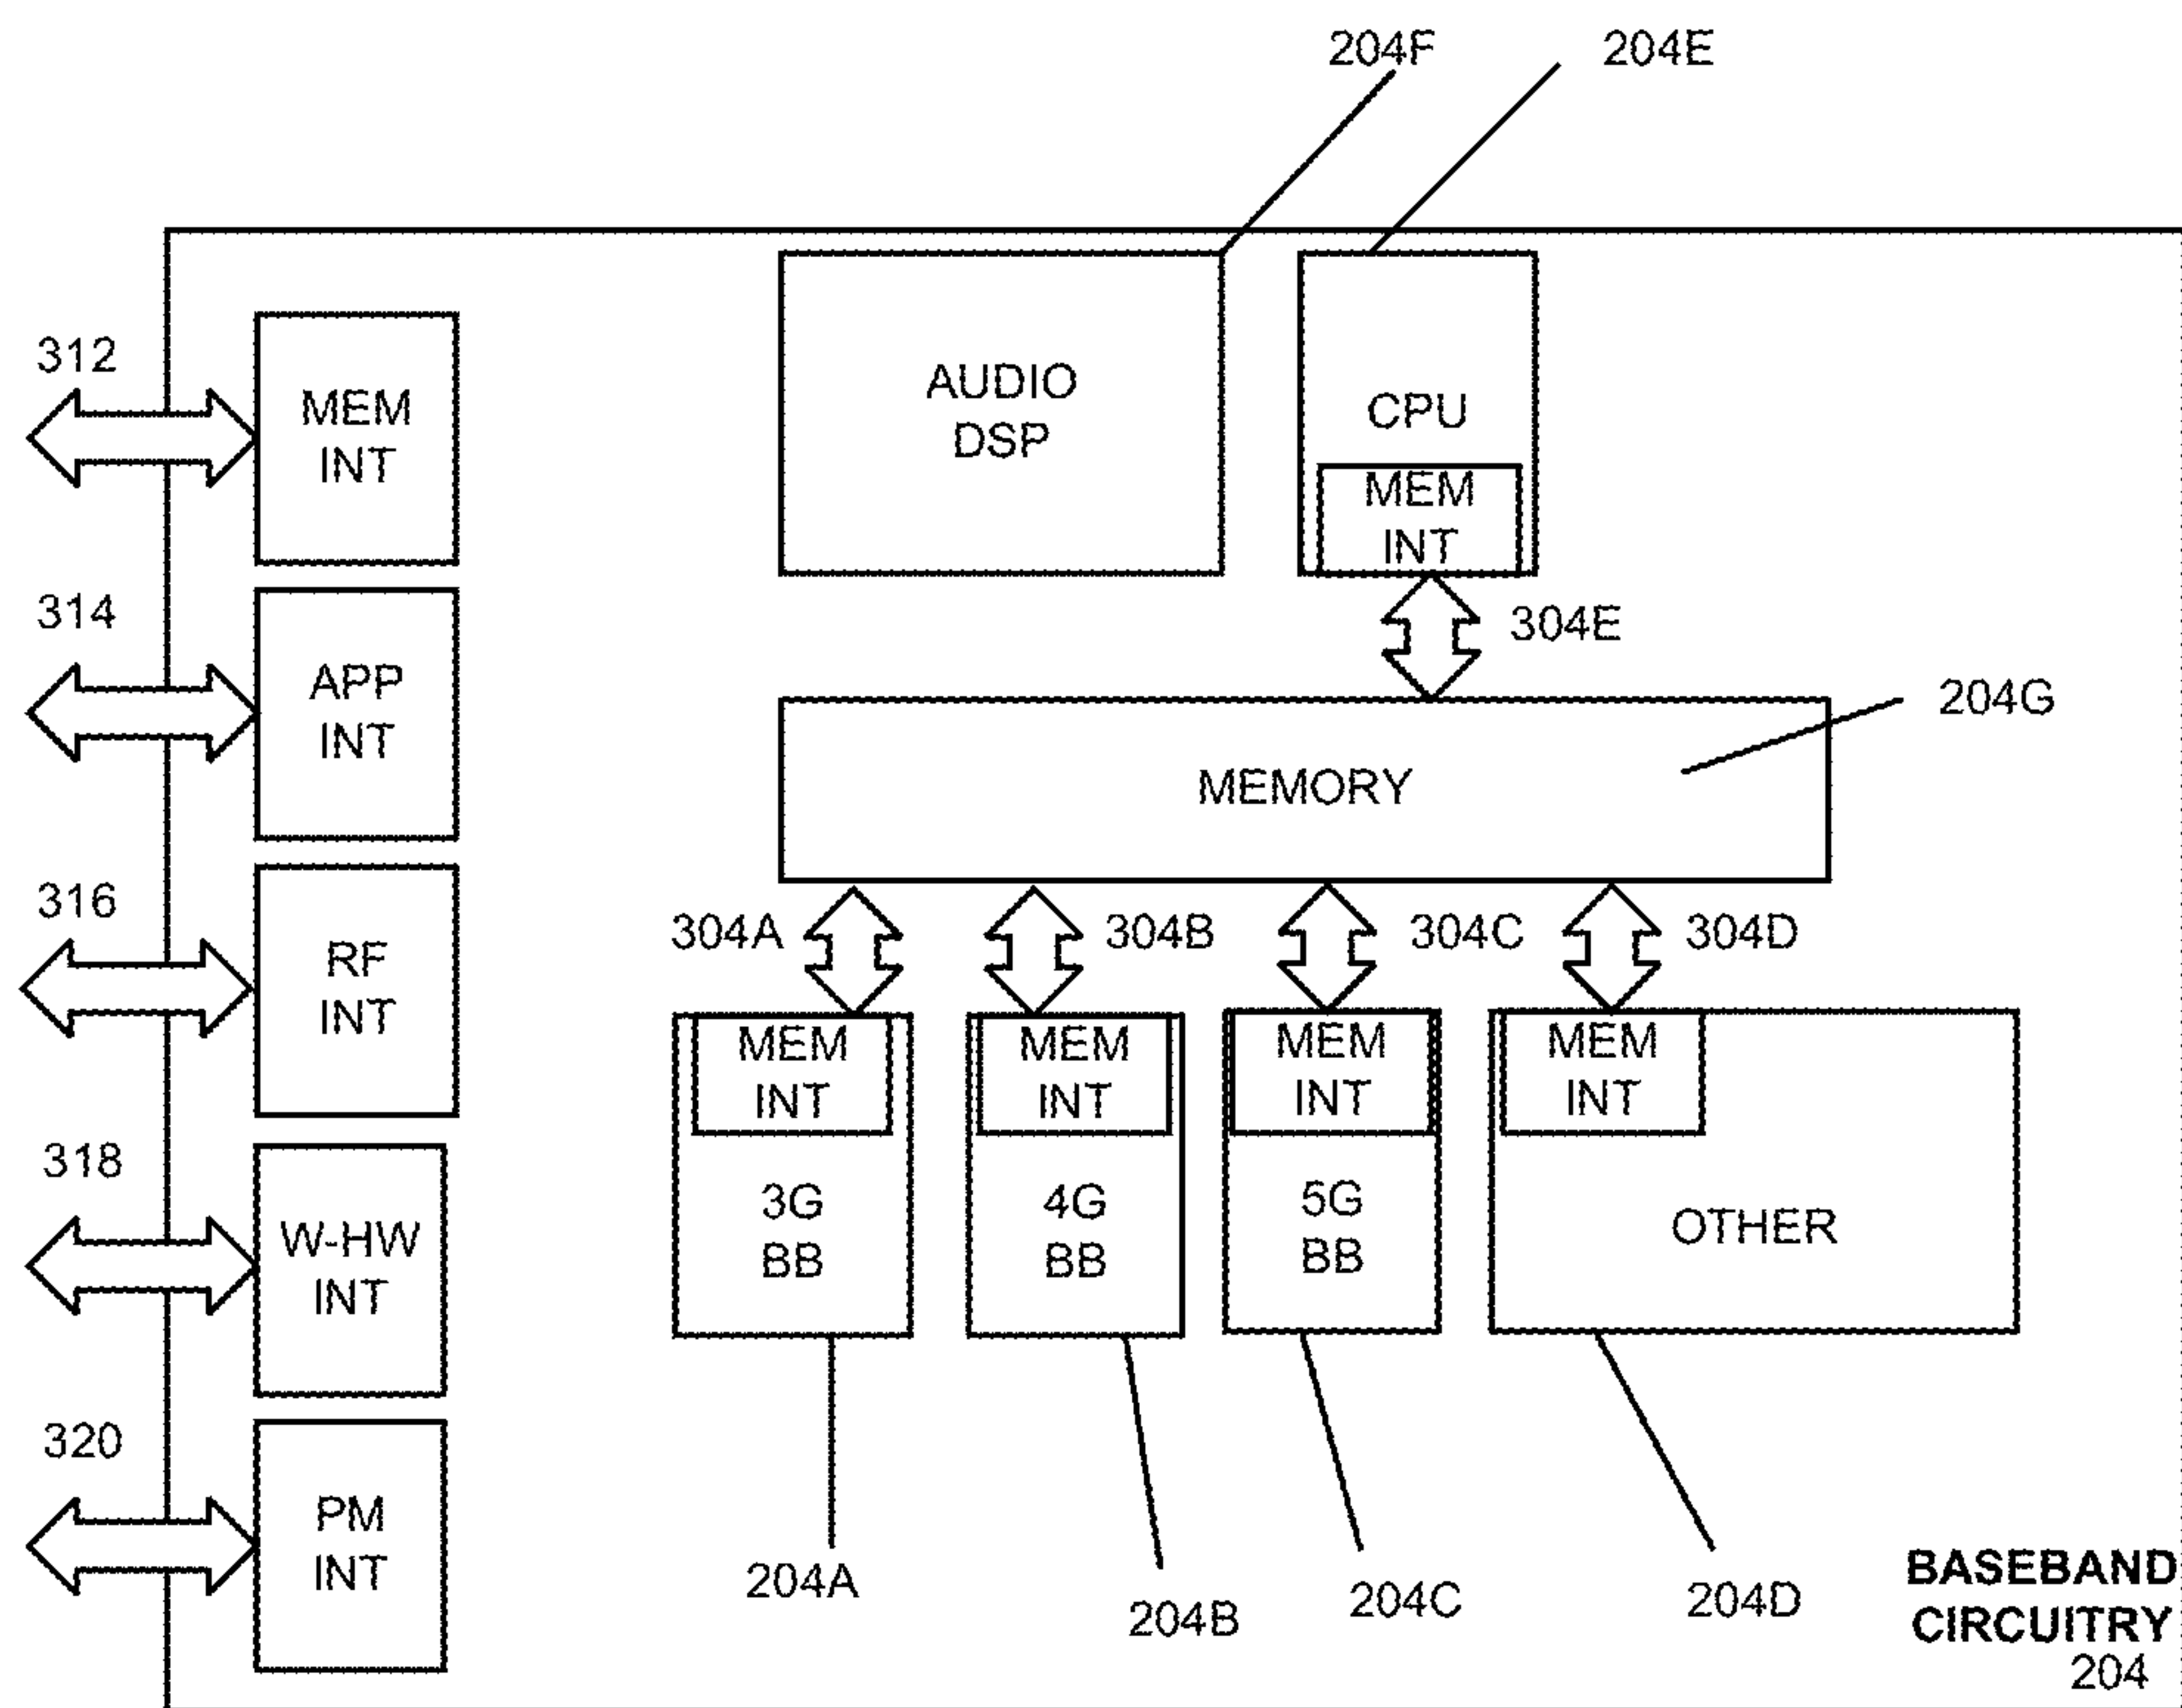 204F
204E
312
MEM
INT
AUDIO
DSP
CPU
MEM
INT
314
APP
INT
304E
204G
MEMORY
316
RF
INT
304A
304B
304C
304D
MEM
INT
3G
BB
MEM
INT
4G
BB
MEM
INT
5G
BB
MEM
INT
OTHER
318
W-HW
INT
320
PM
INT
204A
204B
204C
204D
BASEBAND
CIRCUITRY
204